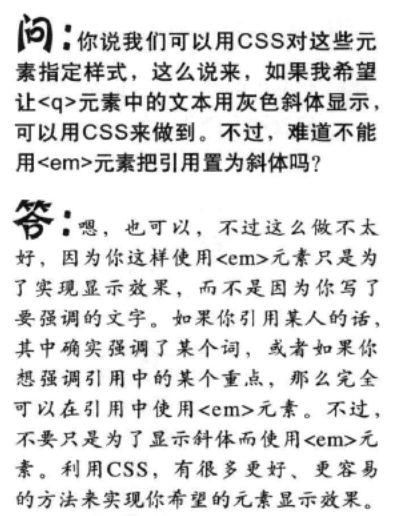 问：你说我们可以用CSS对这些元
素指定样式，这么说来，如果我希望
让<q>元素中的文本用灰色斜体显示，
可以用CSS来做到。不过，难道不能
用<em>元素把引用置为斜体吗？
答：嗯，也可以，不过这么做不太
好，因为你这样使用<em>元素只是为
了实现显示效果，而不是因为你写了
要强调的文字。如果你引用某人的话，
其中确实强调了某个词，或者如果你
想强调引用中的某个重点，那么完全
可以在引用中使用<em>元素。不过，
不要只是为了显示斜体而使用<em>元
素。利用CSS，有很多更好、更容易
的方法来实现你希望的元素显示效果。